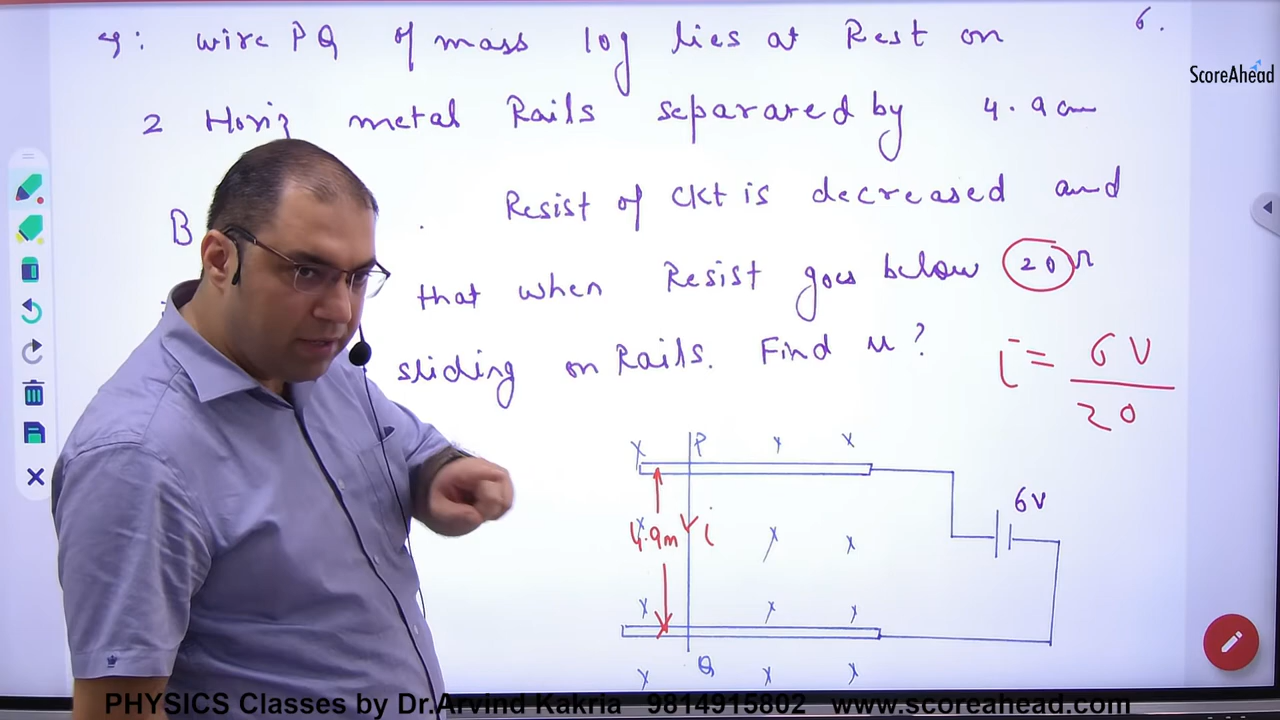 Q: wire PQ of mass 10g lies at Rest on
6.
ScoreAhead
2 Horiz metal Rails separared by 4.9cm
B
Resist of ckt is decreased and
that when Resist goes below 20Ω
sliding on Rails. Find μ?
i = 6V
20
x P x x
6V
x 4.9m i x x
x x x
Q
x x x
PHYSICS Classes by Dr.Arvind Kakria 9814915802 www.scoreahead.com